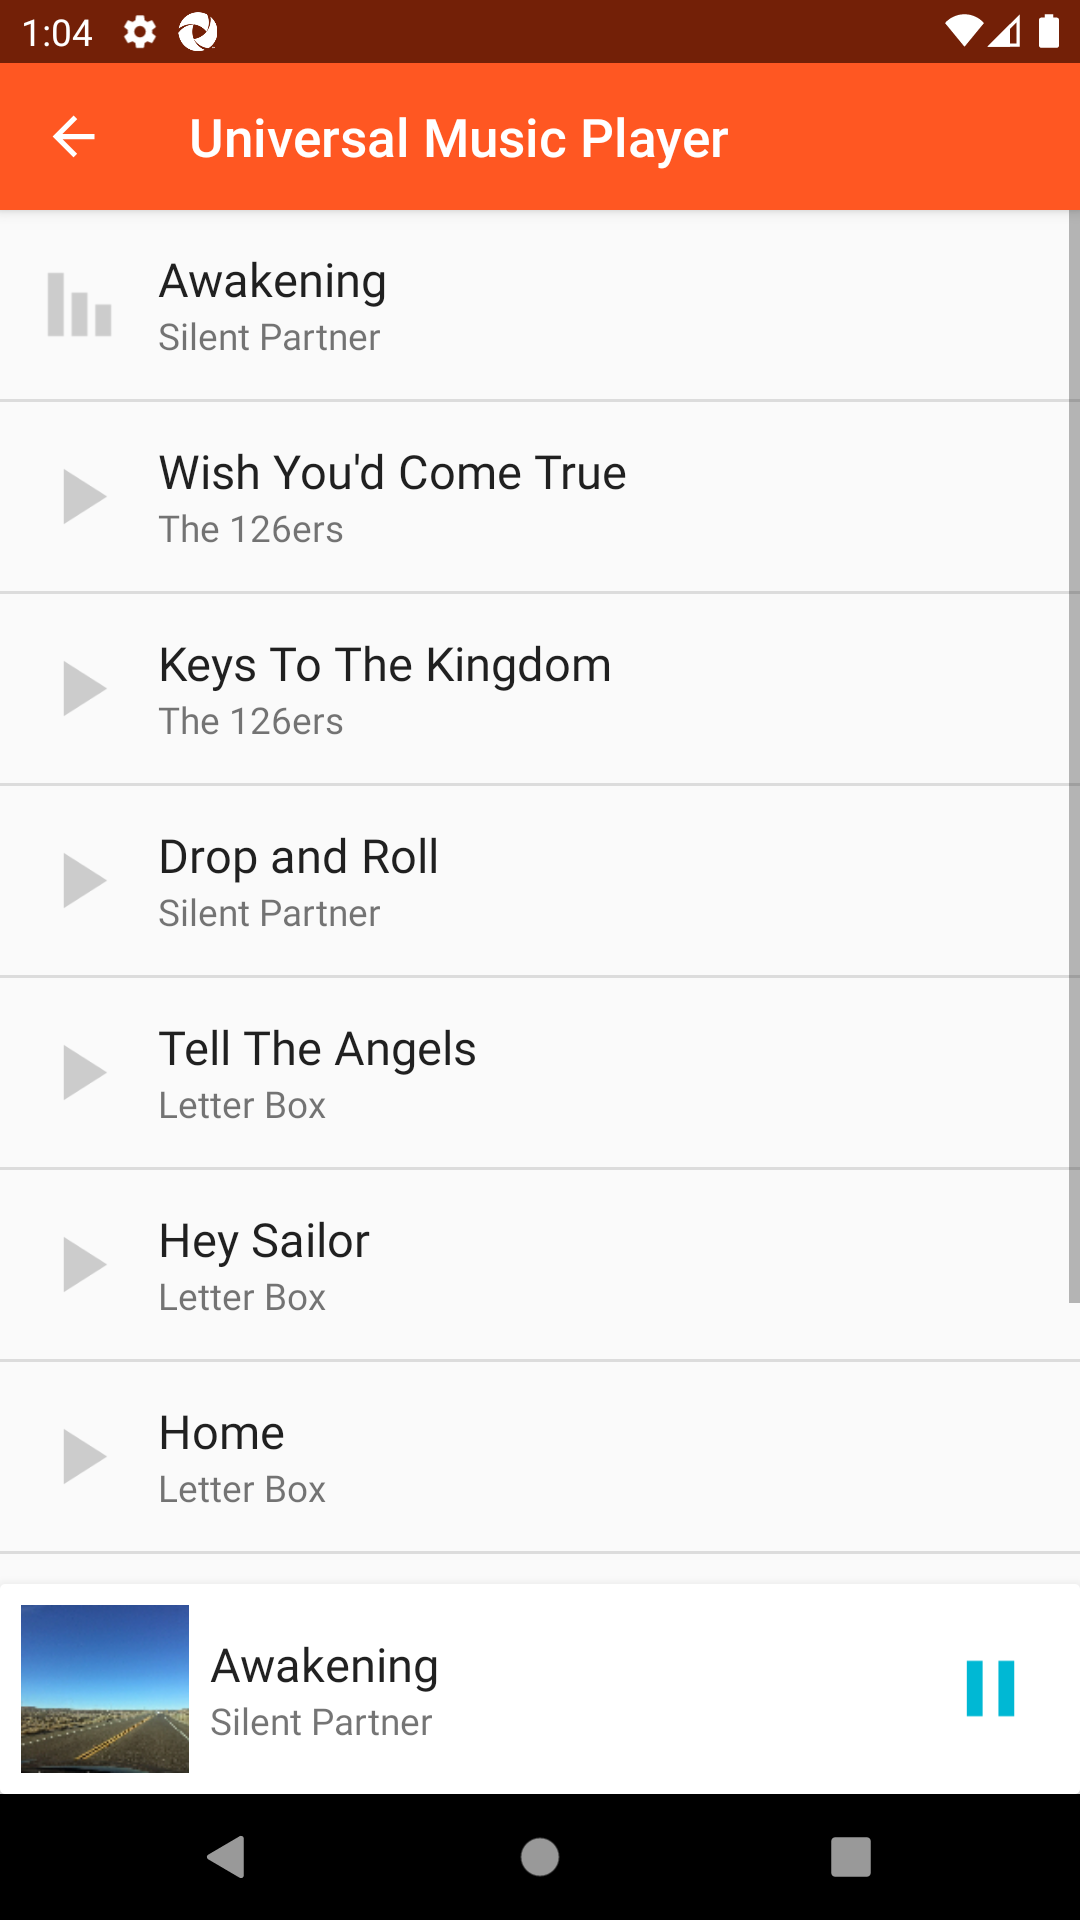 1:04
Universal Music Player
Awakening
Silent Partner
Wish You'd Come True
The 126ers
Keys To The Kingdom
The 126ers
Drop and Roll
Silent Partner
Tell The Angels
Letter Box
Hey Sailor
Letter Box
Home
Letter Box
Awakening
Silent Partner